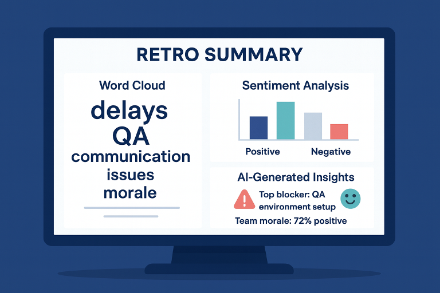 RETRO SUMMARY
Word Cloud
delays
QA
communication
issues
morale
Sentiment Analysis
Positive
Negative
AI-Generated Insights
Top blocker: QA
environment setup
Team morale: 72% positive